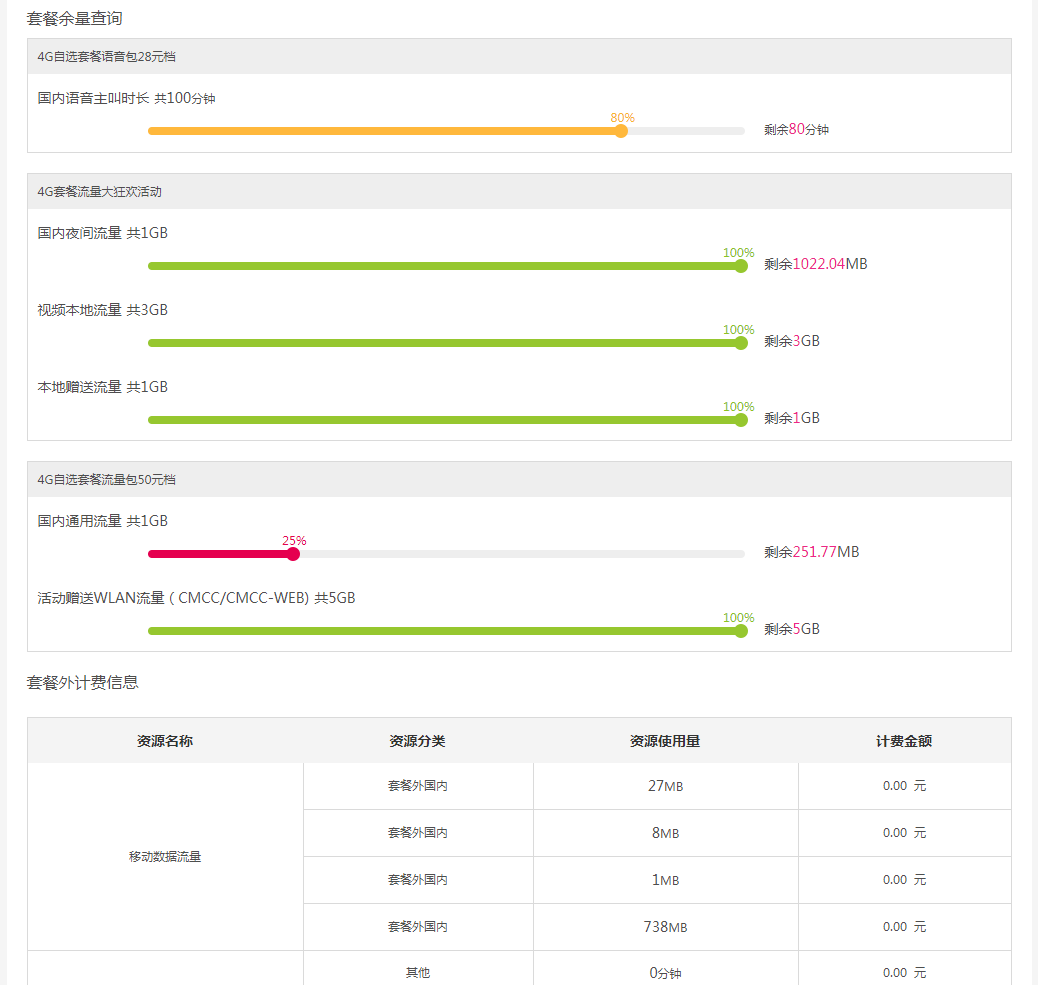 套餐余量查询
4G自选套餐语音包28元档
国内语音主叫时长 共100分钟
80%
剩余80分钟
4G套餐流量大狂欢活动
国内夜间流量 共1GB
100%
剩余1022.04MB
视频本地流量 共3GB
100%
剩余3GB
本地赠送流量 共1GB
100%
剩余1GB
4G自选套餐流量包50元档
国内通用流量 共1GB
25%
剩余251.77MB
活动赠送WLAN流量 ( CMCC/CMCC-WEB) 共5GB
100%
剩余5GB
套餐外计费信息
资源名称 资源分类 资源使用量 计费金额
套餐外国内 27MB 0.00 元
套餐外国内 8MB 0.00 元
移动数据流量
套餐外国内 1MB 0.00 元
套餐外国内 738MB 0.00 元
其他 0分钟 0.00 元